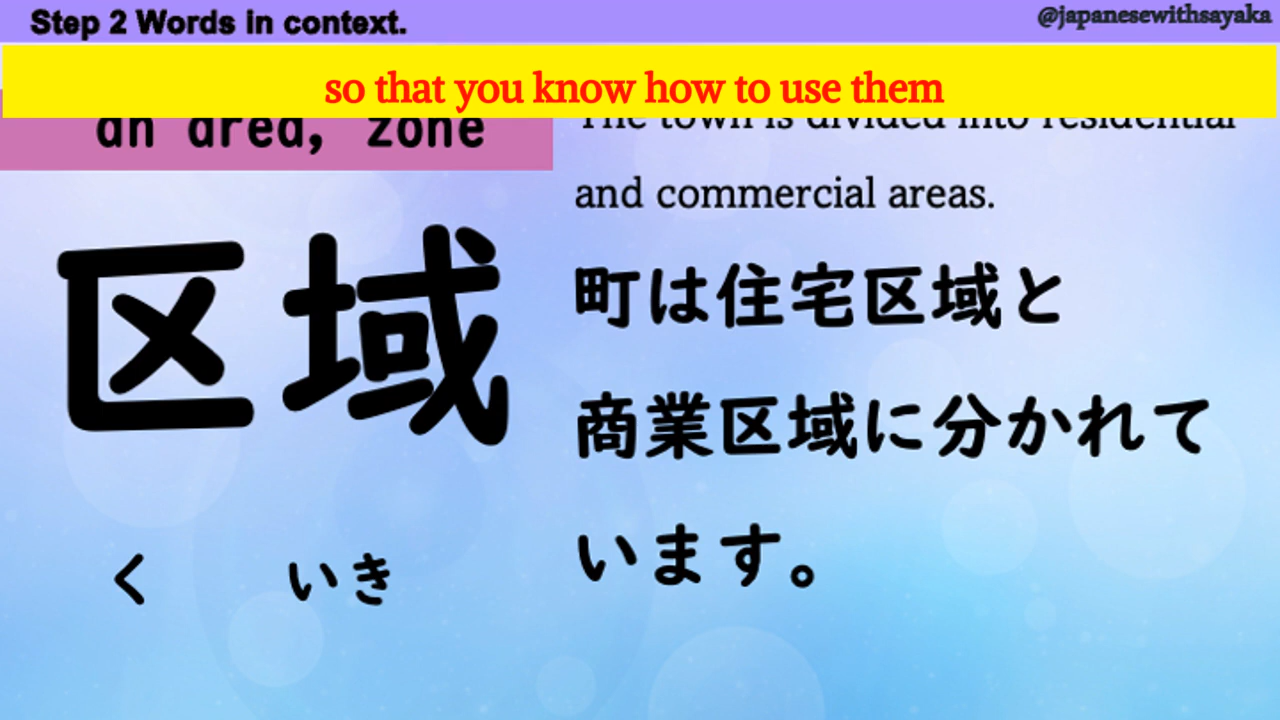 Step 2 Words in context.
@japanesewithsayaka
so that you know how to use them
an area, zone
The town is divided into residential
and commercial areas.
区域
く いき
町は住宅区域と
商業区域に分かれて
います。